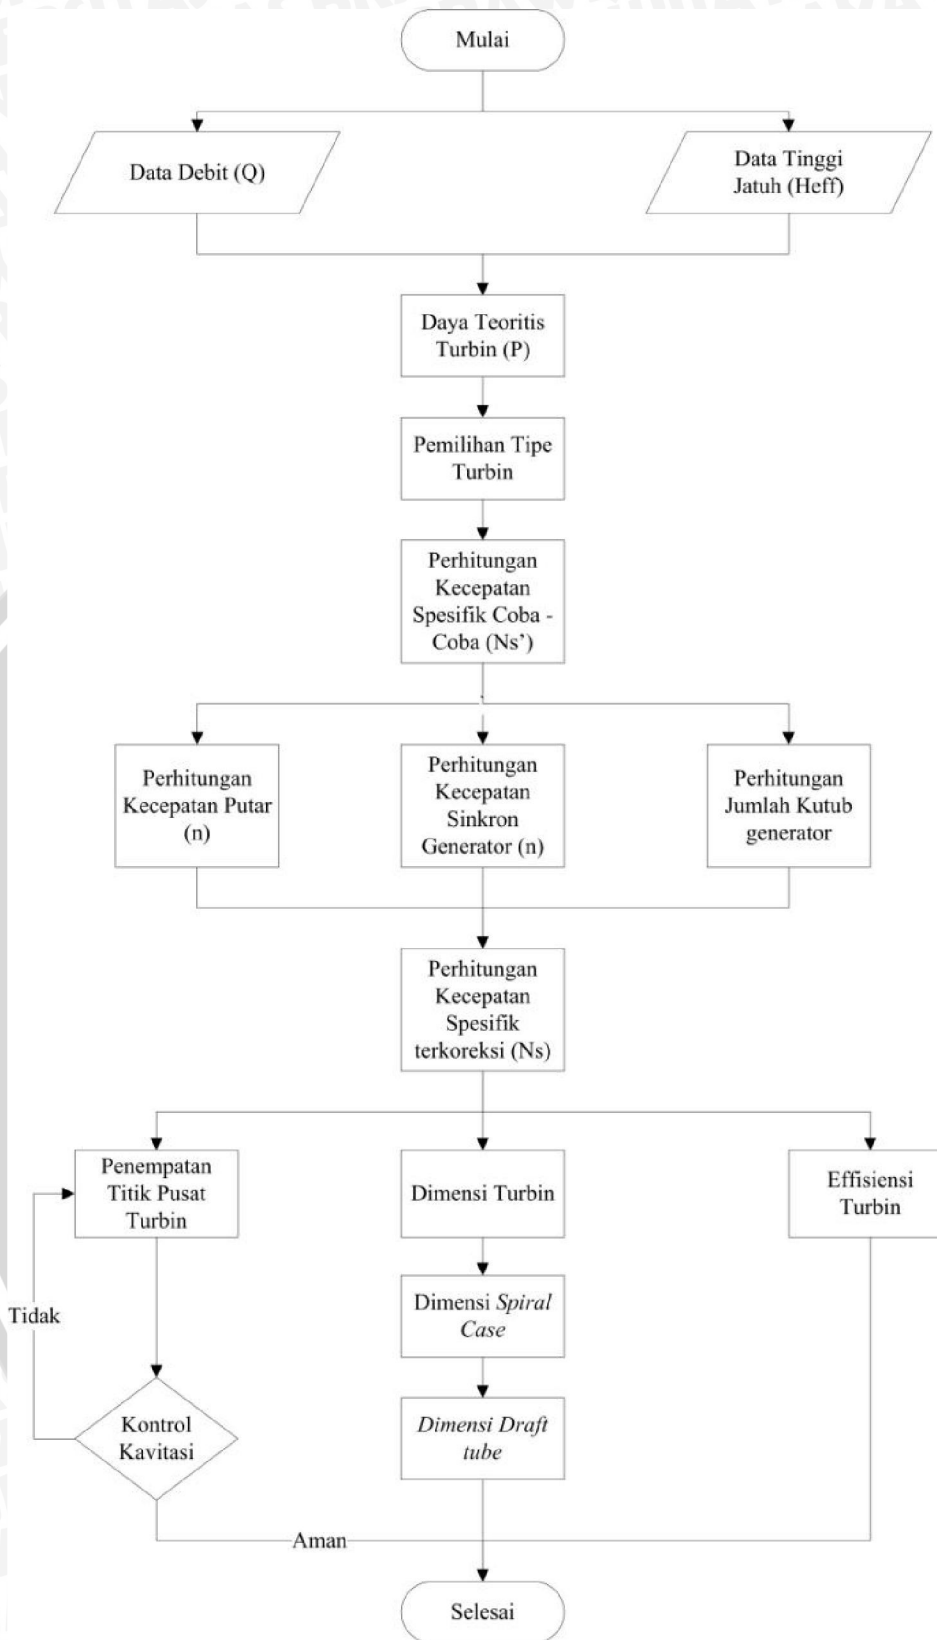 Mulai
Data Debit (Q)
Data Tinggi
Jatuh (Heff)
Daya Teoritis
Turbin (P)
Pemilihan Tipe
Turbin
Perhitungan
Kecepatan
Spesifik Coba -
Coba (Ns’)
Perhitungan
Kecepatan Putar
(n)
Perhitungan
Kecepatan
Sinkron
Generator (n)
Perhitungan
Jumlah Kutub
generator
Perhitungan
Kecepatan
Spesifik
terkoreksi (Ns)
Penempatan
Titik Pusat
Turbin
Dimensi Turbin
Effisiensi
Turbin
Dimensi Spiral
Case
Tidak
Dimensi Draft
tube
Kontrol
Kavitasi
Aman
Selesai